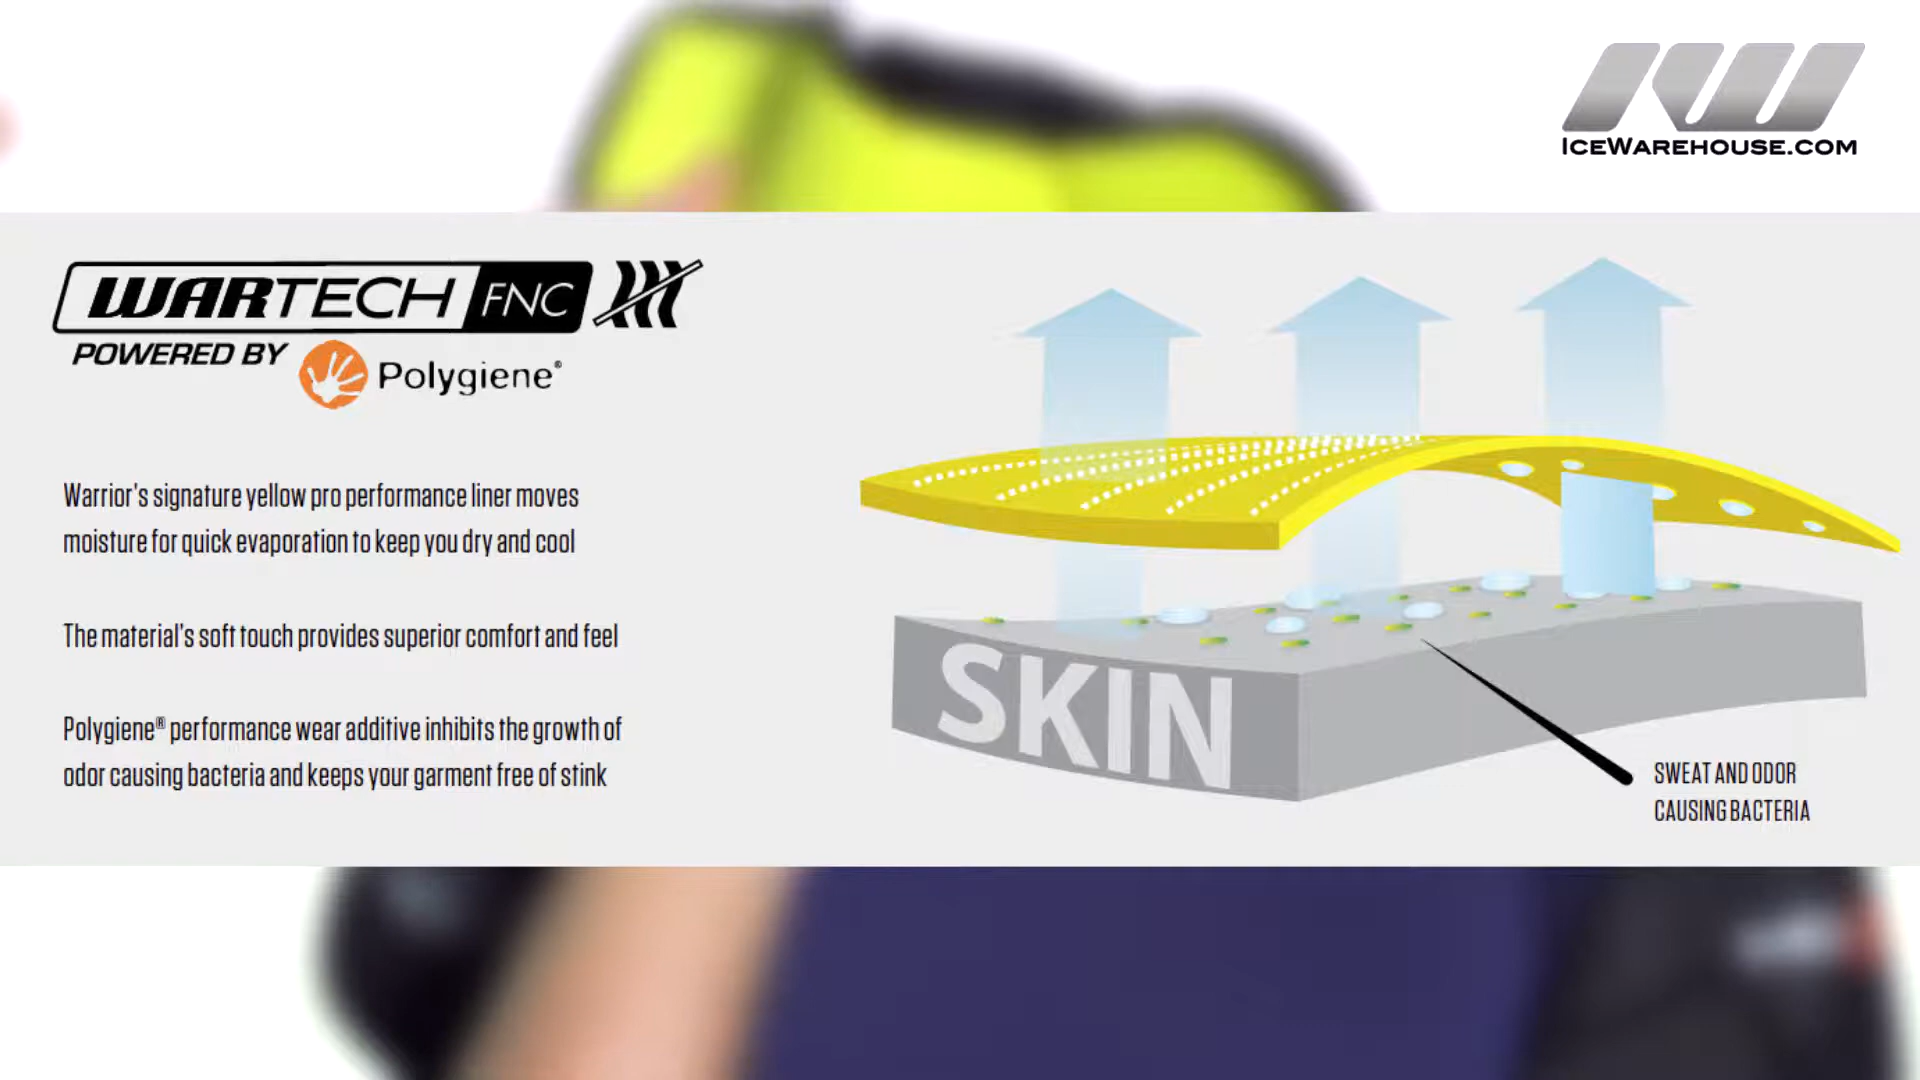 ICEWAREHOUSE.COM
WARTECH FNC
POWERED BY
Polygiene®
Warrior's signature yellow pro performance liner moves
moisture for quick evaporation to keep you dry and cool
The material's soft touch provides superior comfort and feel
Polygiene® performance wear additive inhibits the growth of
odor causing bacteria and keeps your garment free of stink
SKIN
SWEAT AND ODOR
CAUSING BACTERIA